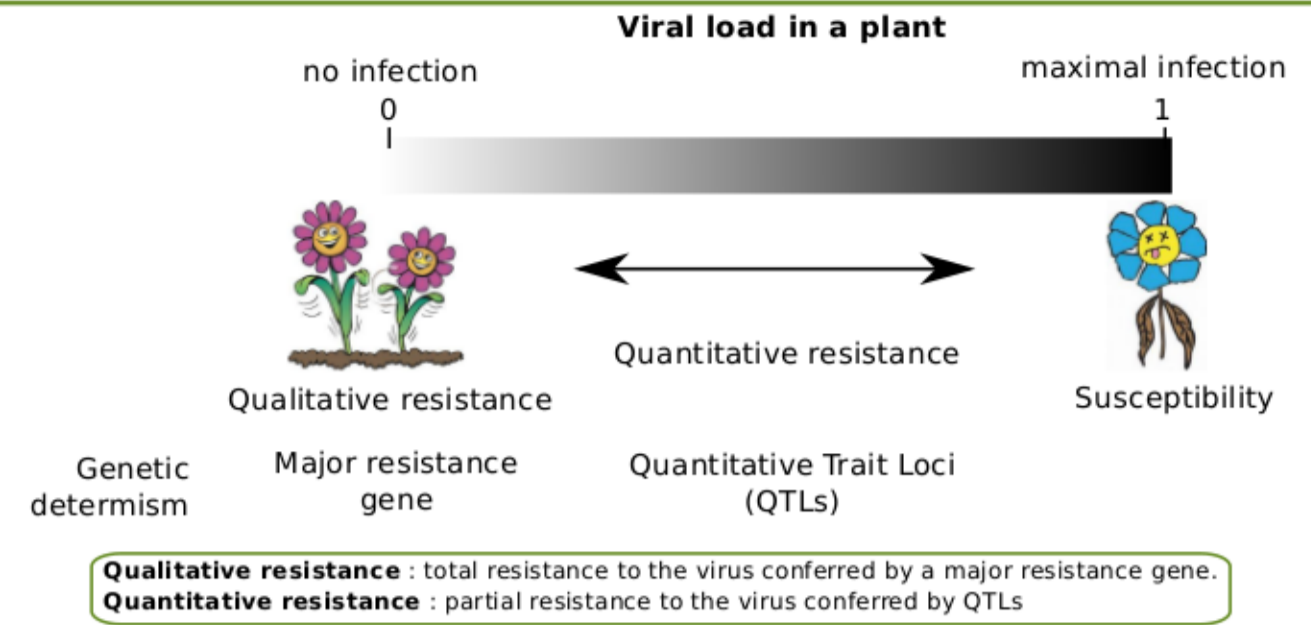 Viral load in a plant
no infection
maximal infection
0
1
Quantitative resistance
Qualitative resistance
Susceptibility
Genetic
determism
Major resistance
gene
Quantitative Trait Loci
(QTLs)
Qualitative resistance : total resistance to the virus conferred by a major resistance gene.
Quantitative resistance : partial resistance to the virus conferred by QTLs